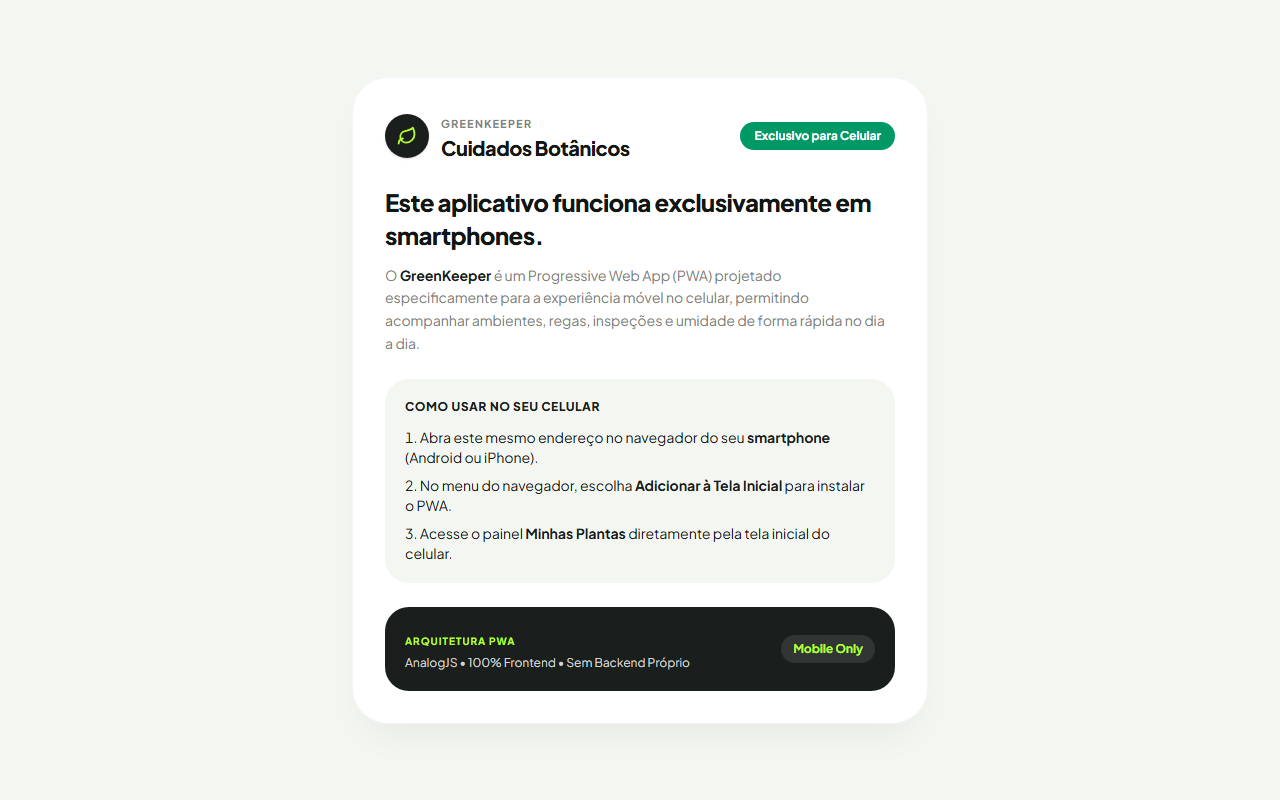 GREENKEEPER
Cuidados Botânicos
Exclusivo para Celular
Este aplicativo funciona exclusivamente em
smartphones.
O GreenKeeper é um Progressive Web App (PWA) projetado
especificamente para a experiência móvel no celular, permitindo
acompanhar ambientes, regas, inspeções e umidade de forma rápida no dia
a dia.
COMO USAR NO SEU CELULAR
1. Abra este mesmo endereço no navegador do seu smartphone
(Android ou iPhone).
2. No menu do navegador, escolha Adicionar à Tela Inicial para instalar
o PWA.
3. Acesse o painel Minhas Plantas diretamente pela tela inicial do
celular.
ARQUITETURA PWA
AnalogJS • 100% Frontend • Sem Backend Próprio
Mobile Only